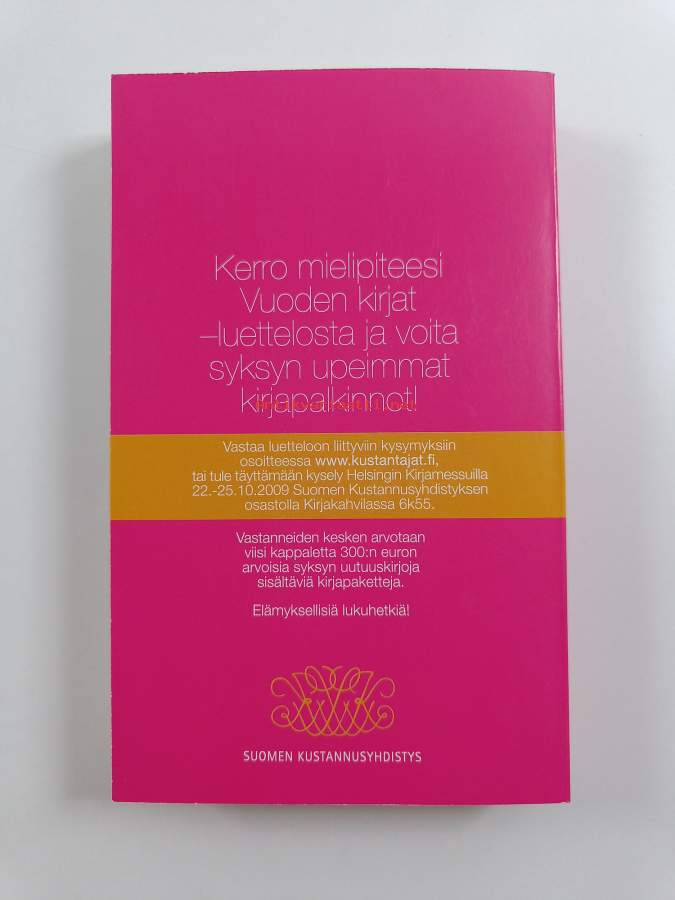 Kerro mielipiteesi
Vuoden kirjat
–luettelosta ja voita
syksyn upeimmat
kirjapalkinnot!
Antikvariaatti.net
Vastaa luetteloon liittyviin kysymyksiin
osoitteessa www.kustantajat.fi,
tai tule täyttämään kysely Helsingin Kirjamessuilla
22.-25.10.2009 Suomen Kustannusyhdistyksen
osastolla Kirjakahvilassa 6k55.
Vastanneiden kesken arvotaan
viisi kappaletta 300:n euron
arvoisia syksyn uutuuskirjoja
sisältäviä kirjapaketteja.
Elämyksellisiä lukuhetkiä!
SUOMEN KUSTANNUSYHDISTYS